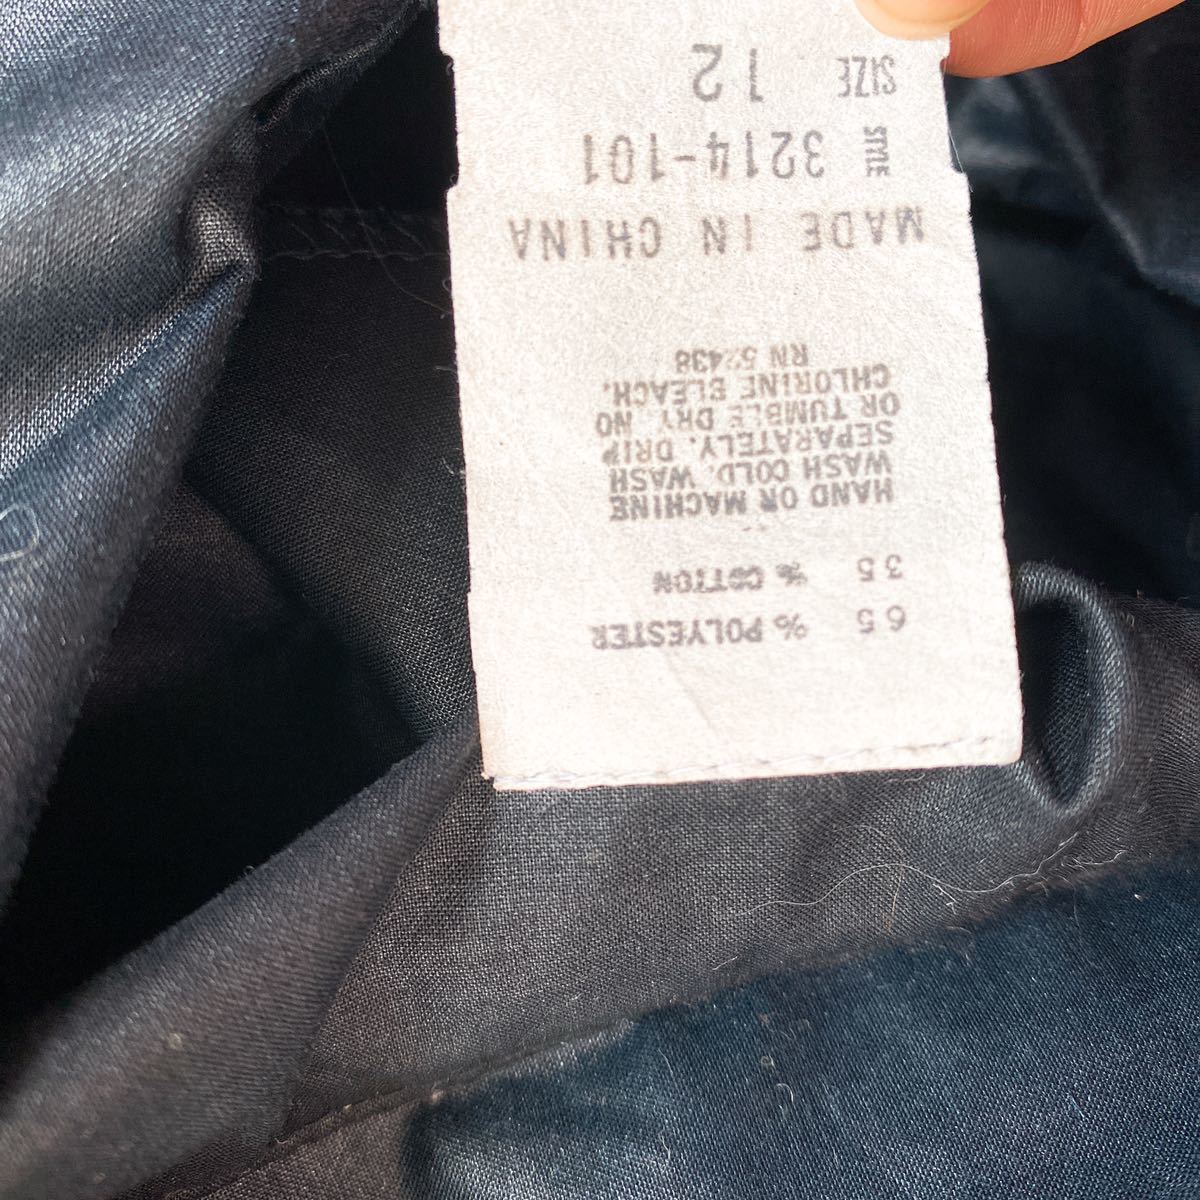 65 % POLYESTER
35 % COTTON
HAND OR MACHINE
WASH COLD, WASH
SEPARATELY. DRIP
OR TUMBLE DRY. NO
CHLORINE BLEACH.
RN 52438
MADE IN CHINA
STYLE 3214-101
SIZE 12